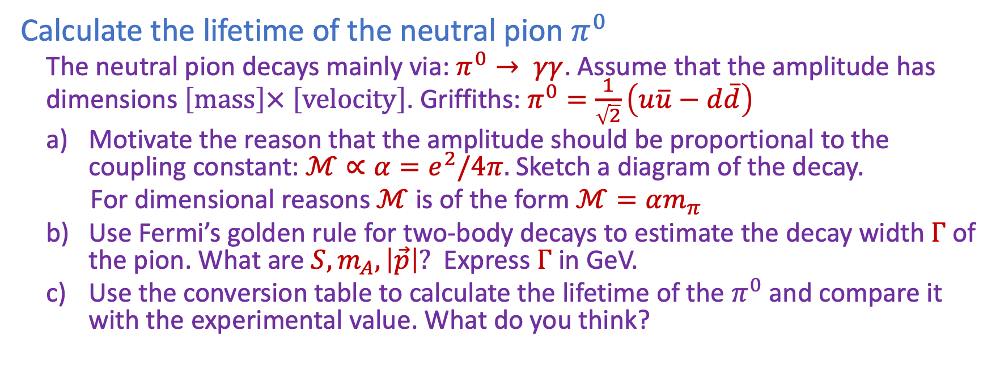 Calculate the lifetime of the neutral pion π⁰
The neutral pion decays mainly via: π⁰ → γγ. Assume that the amplitude has
dimensions [mass]× [velocity]. Griffiths: π⁰ = 1/√2 (uū − dd̄)
a) Motivate the reason that the amplitude should be proportional to the
coupling constant: ℳ ∝ α = e²/4π. Sketch a diagram of the decay.
For dimensional reasons ℳ is of the form ℳ = αm_π
b) Use Fermi’s golden rule for two-body decays to estimate the decay width Γ of
the pion. What are S, m_A, |p⃗|? Express Γ in GeV.
c) Use the conversion table to calculate the lifetime of the π⁰ and compare it
with the experimental value. What do you think?